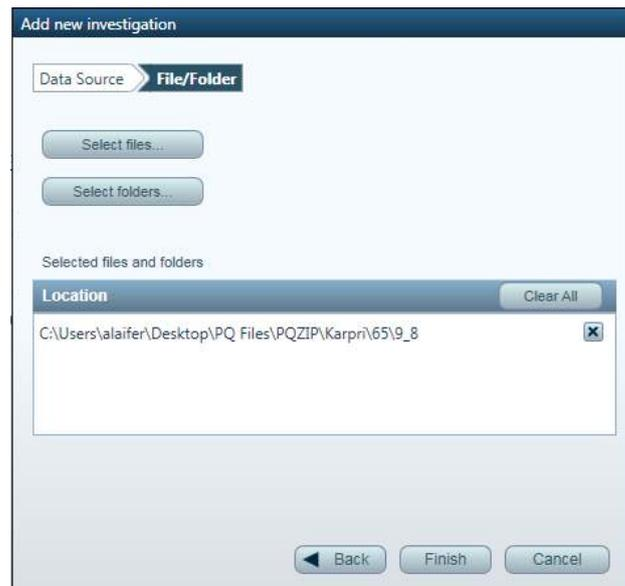 Add new investigation
Data Source File/Folder
Select files...
Select folders...
Selected files and folders
Location Clear All
C:\Users\alaifer\Desktop\PQ Files\PQZIP\Karpri\65\9_8
Back Finish Cancel